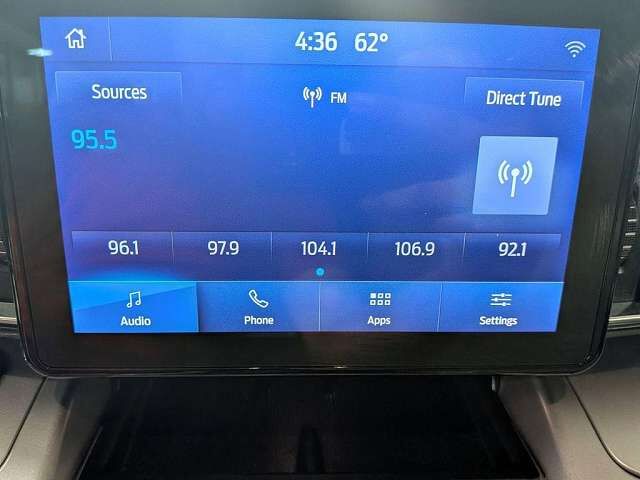 4:36 62°
Sources
FM
Direct Tune
95.5
96.1 97.9 104.1 106.9 92.1
Audio Phone Apps Settings